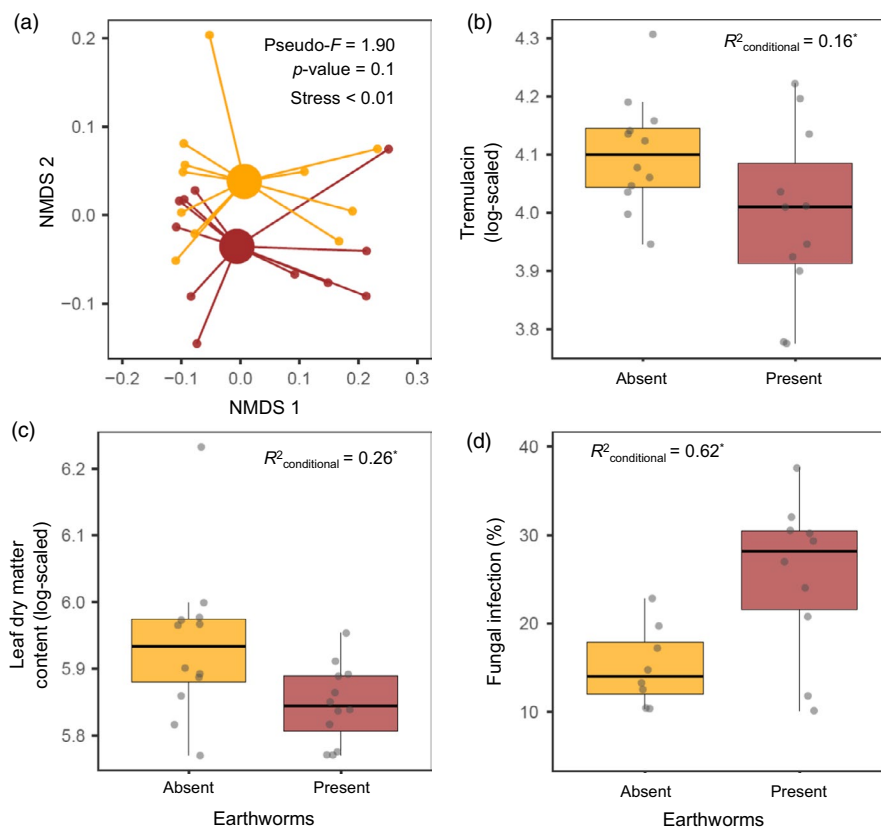 (a)
Pseudo-F = 1.90
p-value = 0.1
Stress < 0.01
0.2
0.1
0.0
−0.1
NMDS 2
−0.2
−0.1
0.0
0.1
0.2
0.3
NMDS 1
(b)
R²conditional = 0.16*
4.3
4.2
4.1
4.0
3.9
3.8
Tremulacin
(log-scaled)
Absent
Present
(c)
R²conditional = 0.26*
6.2
6.1
6.0
5.9
5.8
Leaf dry matter
content (log-scaled)
Absent
Present
Earthworms
(d)
R²conditional = 0.62*
40
30
20
10
Fungal infection (%)
Absent
Present
Earthworms